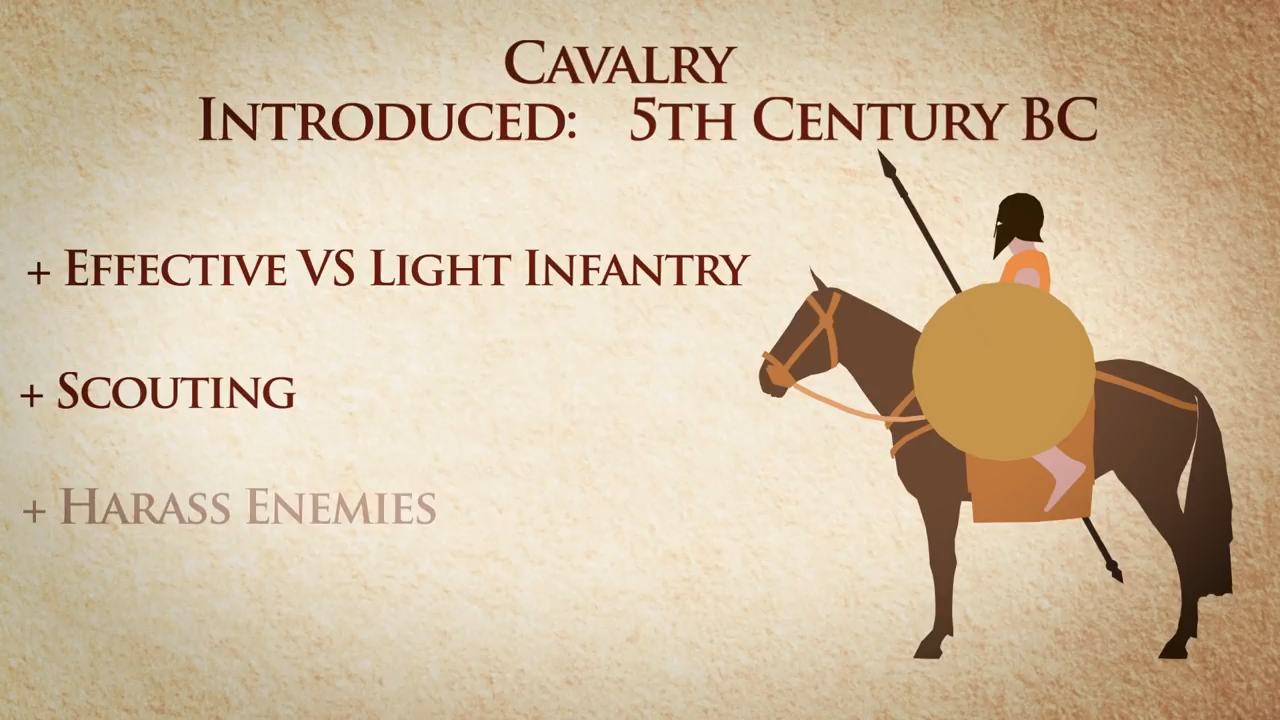 Cavalry
Introduced: 5th Century BC
+ Effective VS Light Infantry
+ Scouting
+ Harass Enemies